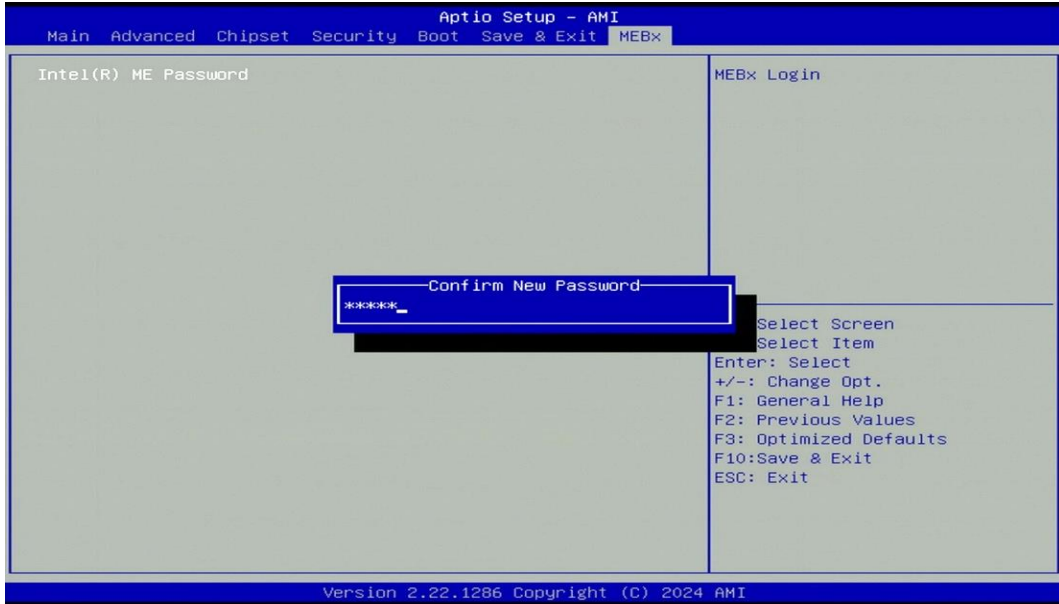 Aptio Setup – AMI
Main Advanced Chipset Security Boot Save & Exit MEBx
Intel(R) ME Password
MEBx Login
Confirm New Password
*****_
Select Screen
Select Item
Enter: Select
+/-: Change Opt.
F1: General Help
F2: Previous Values
F3: Optimized Defaults
F10:Save & Exit
ESC: Exit
Version 2.22.1286 Copyright (C) 2024 AMI